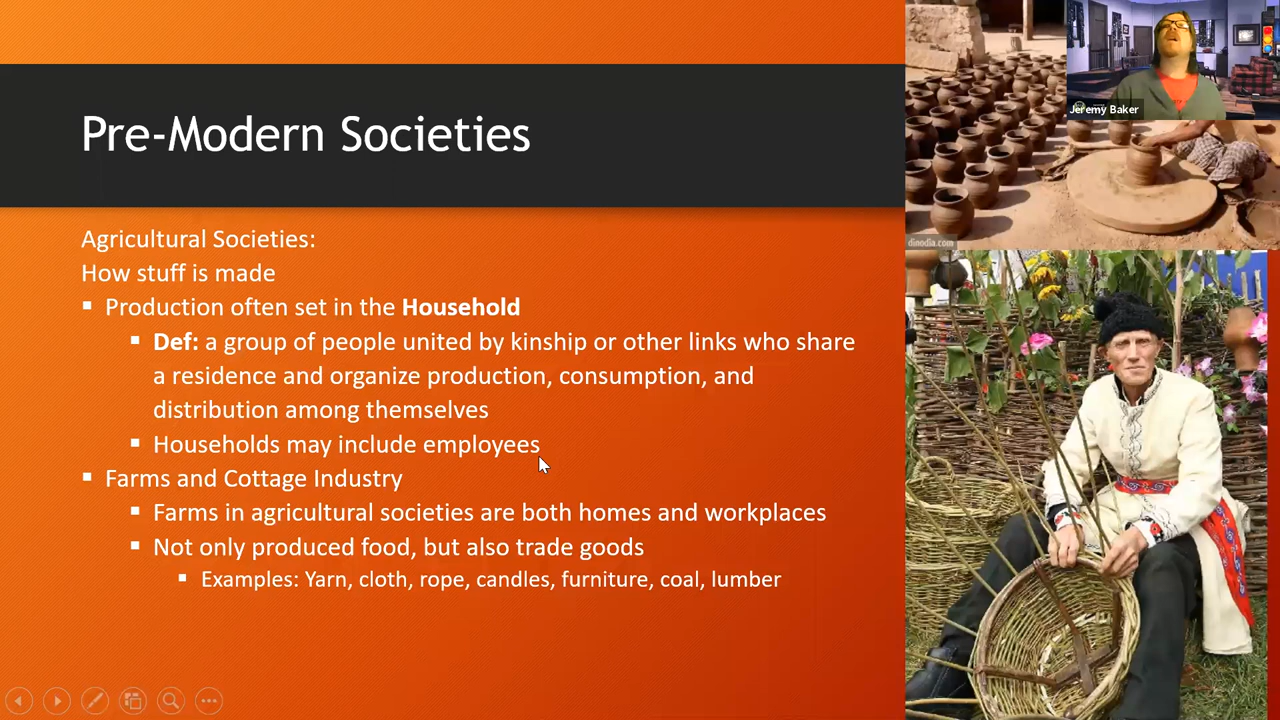 Pre-Modern Societies
Agricultural Societies:
How stuff is made
Production often set in the Household
Def: a group of people united by kinship or other links who share
a residence and organize production, consumption, and
distribution among themselves
Households may include employees
Farms and Cottage Industry
Farms in agricultural societies are both homes and workplaces
Not only produced food, but also trade goods
Examples: Yarn, cloth, rope, candles, furniture, coal, lumber
Jeremy Baker
dinodia.com